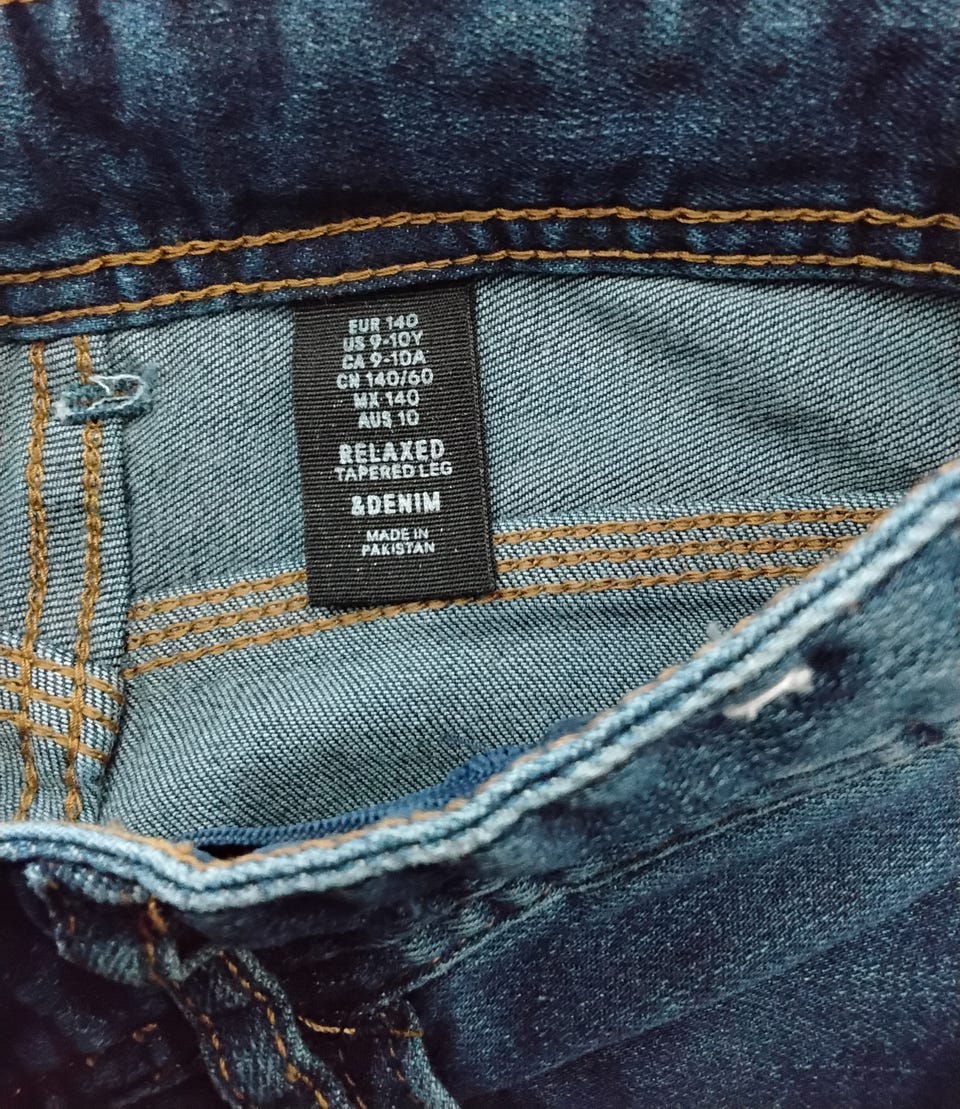 EUR 140
US 9-10Y
CA 9-10A
CN 140/60
MX 140
AUS 10
RELAXED
TAPERED LEG
&DENIM
MADE IN
PAKISTAN